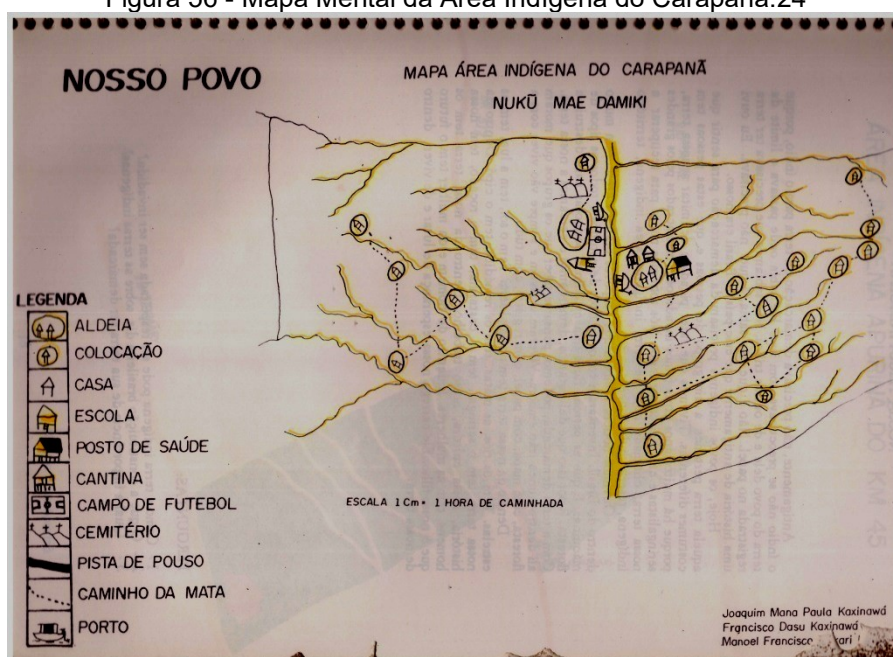 Figura 36 - Mapa Mental da Área Indígena do Carapanã.24
NOSSO POVO
MAPA ÁREA INDÍGENA DO CARAPANÃ
NUKŨ MAE DAMIKI
LEGENDA
ALDEIA
COLOCAÇÃO
CASA
ESCOLA
POSTO DE SAÚDE
CANTINA
CAMPO DE FUTEBOL
CEMITÉRIO
PISTA DE POUSO
CAMINHO DA MATA
PORTO
ESCALA 1 Cm = 1 HORA DE CAMINHADA
Joaquim Mana Paula Kaxinawá
Francisco Dasu Kaxinawá
Manoel Francisco